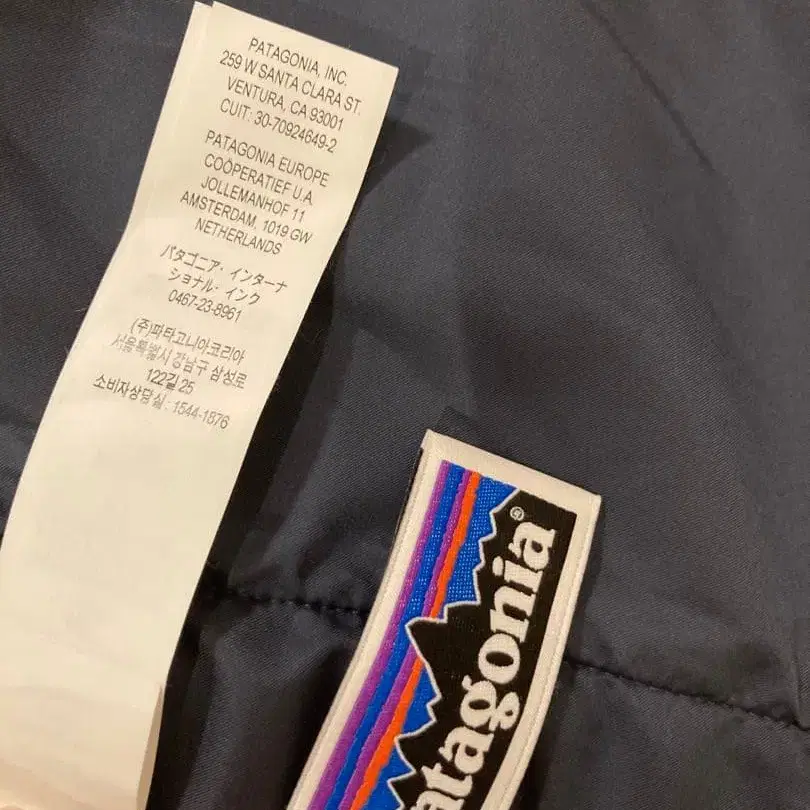 PATAGONIA, INC.
259 W SANTA CLARA ST.
VENTURA, CA 93001
CUIT: 30-70924649-2
PATAGONIA EUROPE
COÖPERATIEF U.A.
JOLLEMANHOF 11
AMSTERDAM, 1019 GW
NETHERLANDS
パタゴニア・インターナ
ショナル・インク
0467-23-8961
(주)파타고니아코리아
서울특별시 강남구 삼성로
122길 25
소비자상담실 : 1544-1876
patagonia®